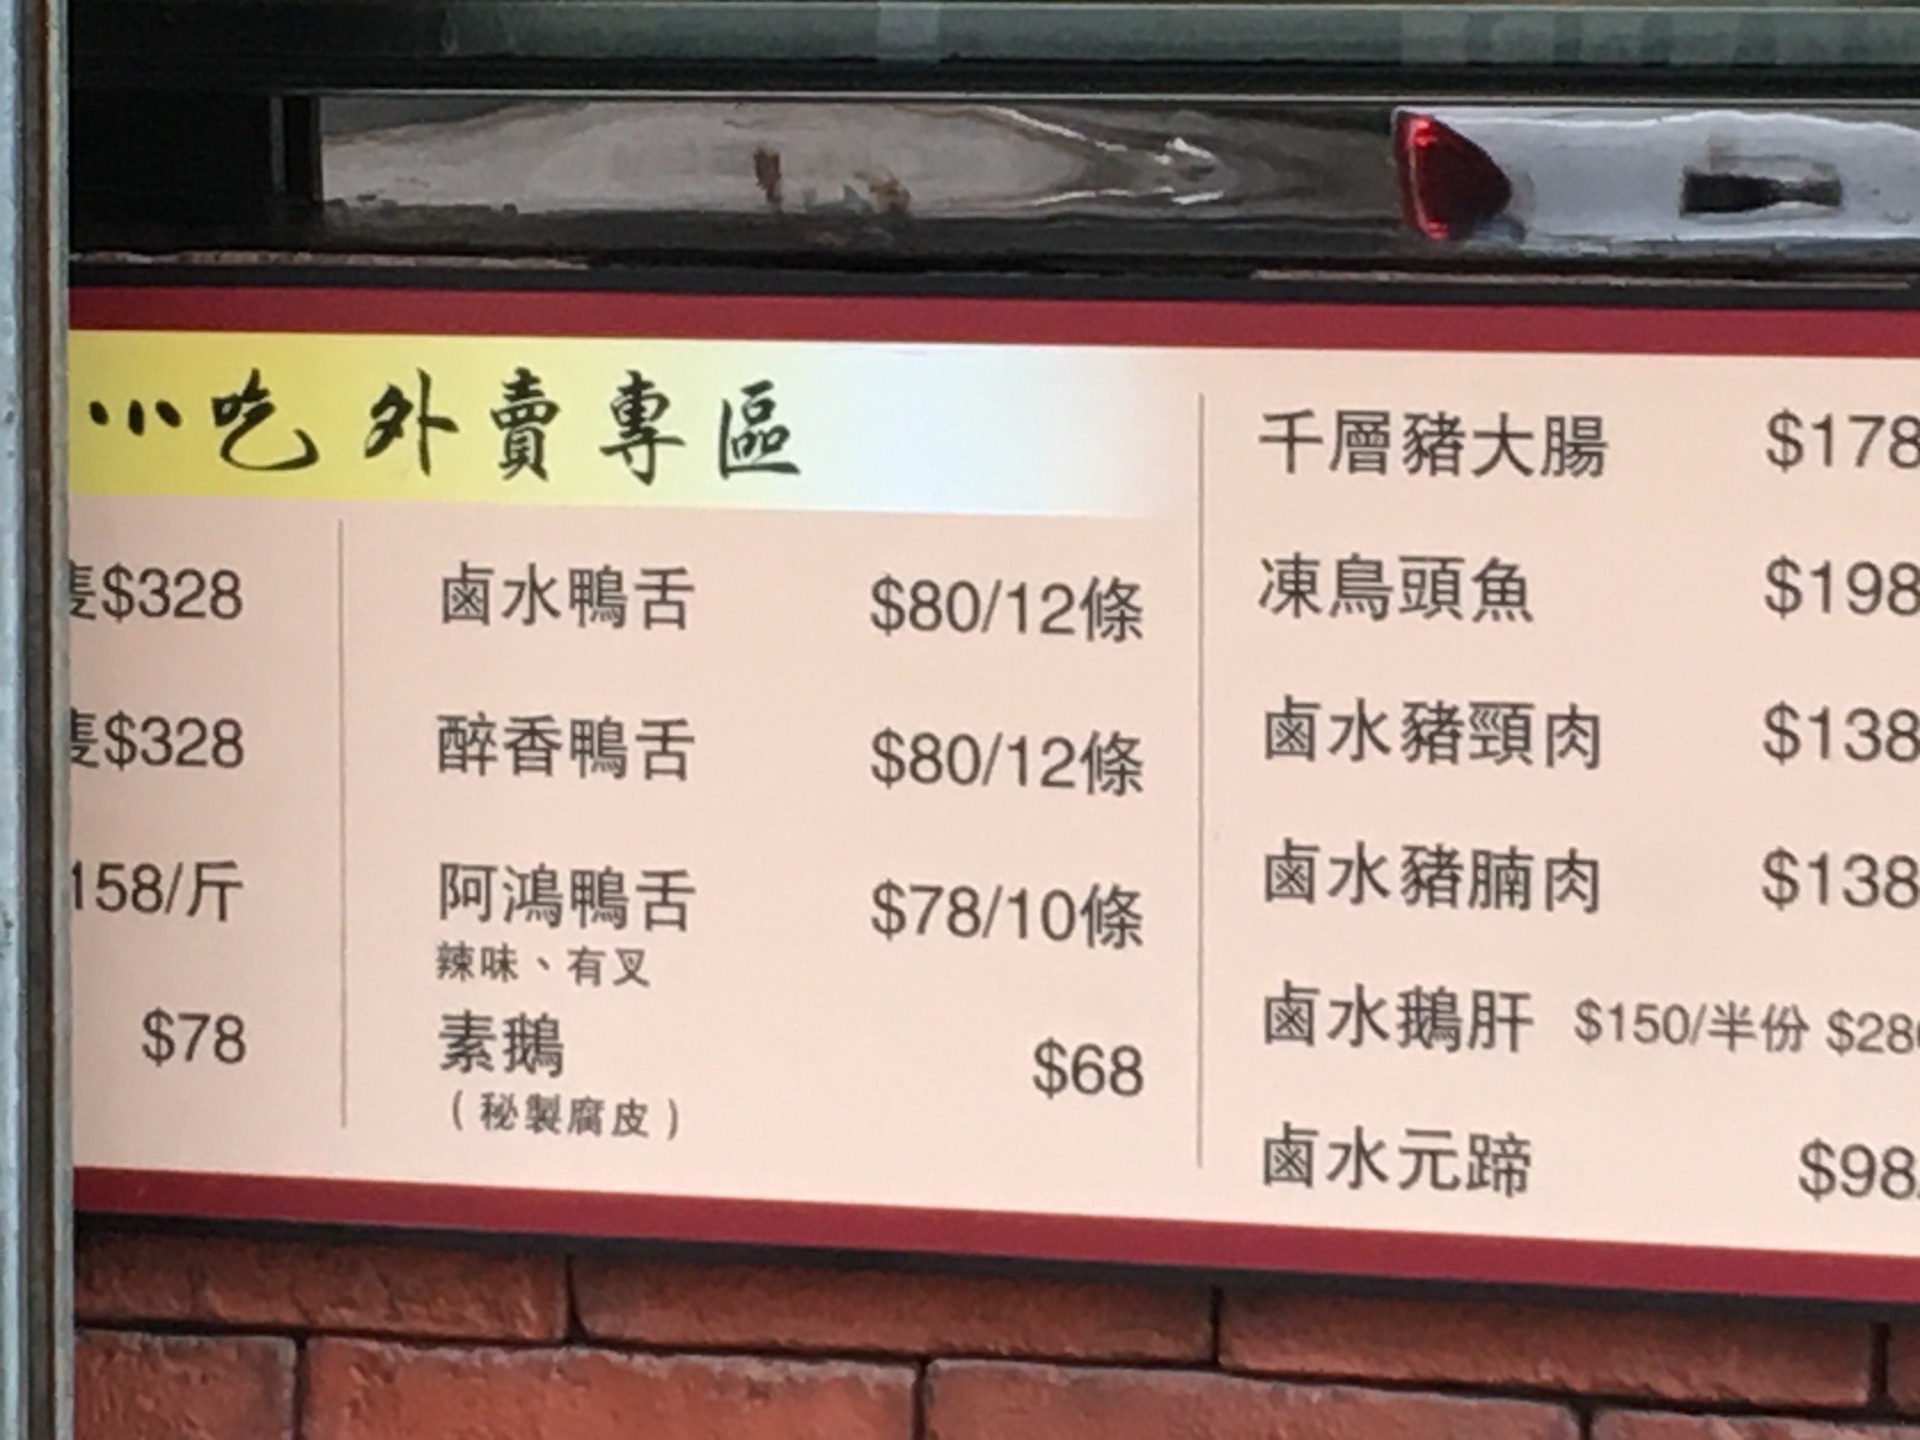 小吃 外賣專區
隻$328
隻$328
158/斤
$78
鹵水鴨舌 $80/12條
醉香鴨舌 $80/12條
阿鴻鴨舌 $78/10條
辣味、有叉
素鵝 $68
(秘製腐皮)
千層豬大腸 $178
凍鳥頭魚 $198
鹵水豬頸肉 $138
鹵水豬腩肉 $138
鹵水鵝肝 $150/半份 $280
鹵水元蹄 $98